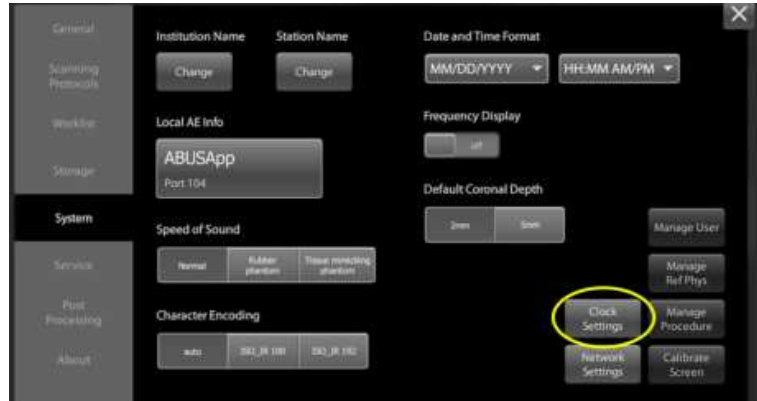 General
Scanning
Protocols
Worklist
Storage
System
Service
Post
Processing
About
Institution Name
Station Name
Change
Change
Local AE Info
ABUSApp
Port 104
Speed of Sound
Normal
Rubber
phantom
Tissue mimicking
phantom
Character Encoding
auto
ISO_IR 100
ISO_IR 192
Date and Time Format
MM/DD/YYYY
HH:MM AM/PM
Frequency Display
off
Default Coronal Depth
2mm
5mm
Manage User
Manage
Ref Phys
Clock
Settings
Manage
Procedure
Network
Settings
Calibrate
Screen